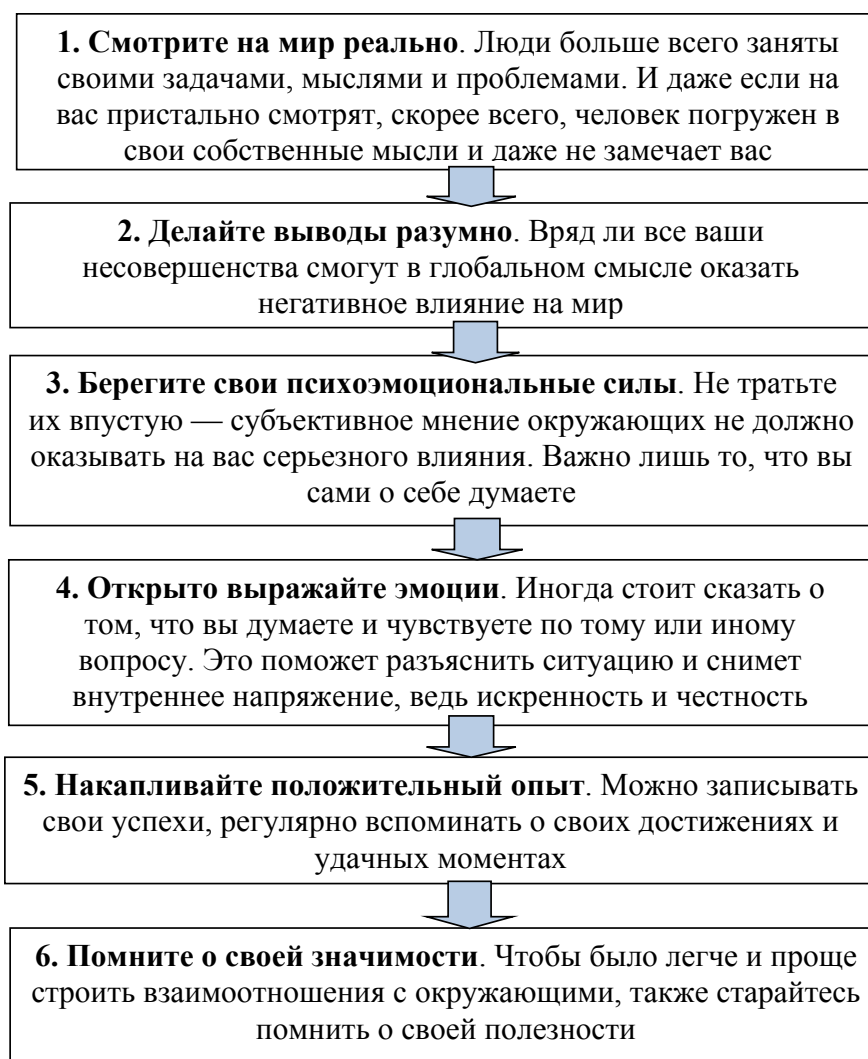 1. Смотрите на мир реально. Люди больше всего заняты
своими задачами, мыслями и проблемами. И даже если на
вас пристально смотрят, скорее всего, человек погружен в
свои собственные мысли и даже не замечает вас
2. Делайте выводы разумно. Вряд ли все ваши
несовершенства смогут в глобальном смысле оказать
негативное влияние на мир
3. Берегите свои психоэмоциональные силы. Не тратьте
их впустую — субъективное мнение окружающих не должно
оказывать на вас серьезного влияния. Важно лишь то, что вы
сами о себе думаете
4. Открыто выражайте эмоции. Иногда стоит сказать о
том, что вы думаете и чувствуете по тому или иному
вопросу. Это поможет разъяснить ситуацию и снимет
внутреннее напряжение, ведь искренность и честность
5. Накапливайте положительный опыт. Можно записывать
свои успехи, регулярно вспоминать о своих достижениях и
удачных моментах
6. Помните о своей значимости. Чтобы было легче и проще
строить взаимоотношения с окружающими, также старайтесь
помнить о своей полезности